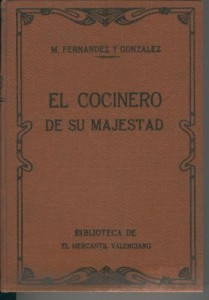 M. FERNANDEZ Y GONZALEZ
EL COCINERO
DE SU MAJESTAD
BIBLIOTECA DE
EL MERCANTIL VALENCIANO